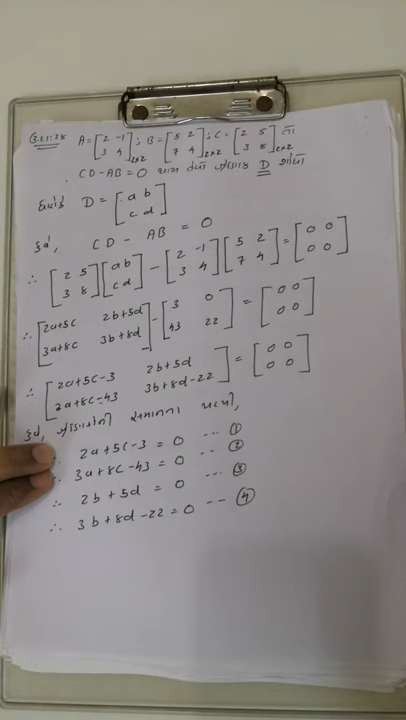 ઉદા.: 38 A = [2 -1; 3 4]2×2 ; B = [5 2; 7 4]2×2 ; C = [2 5; 3 8]2×2
CD - AB = 0 થાય તેવો શ્રેણિક D શોધો
ધારો કે D = [a b; c d]
હવે, CD - AB = 0
∴ [2 5; 3 8] [a b; c d] - [2 -1; 3 4] [5 2; 7 4] = [0 0; 0 0]
∴ [2a+5c 2b+5d; 3a+8c 3b+8d] - [3 0; 43 22] = [0 0; 0 0]
∴ [2a+5c-3 2b+5d; 3a+8c-43 3b+8d-22] = [0 0; 0 0]
હવે, શ્રેણિકોની સમાનતા પરથી,
2a+5c-3 = 0 --- ①
∴ 3a+8c-43 = 0 --- ②
∴ 2b+5d = 0 --- ③
∴ 3b+8d-22 = 0 --- ④